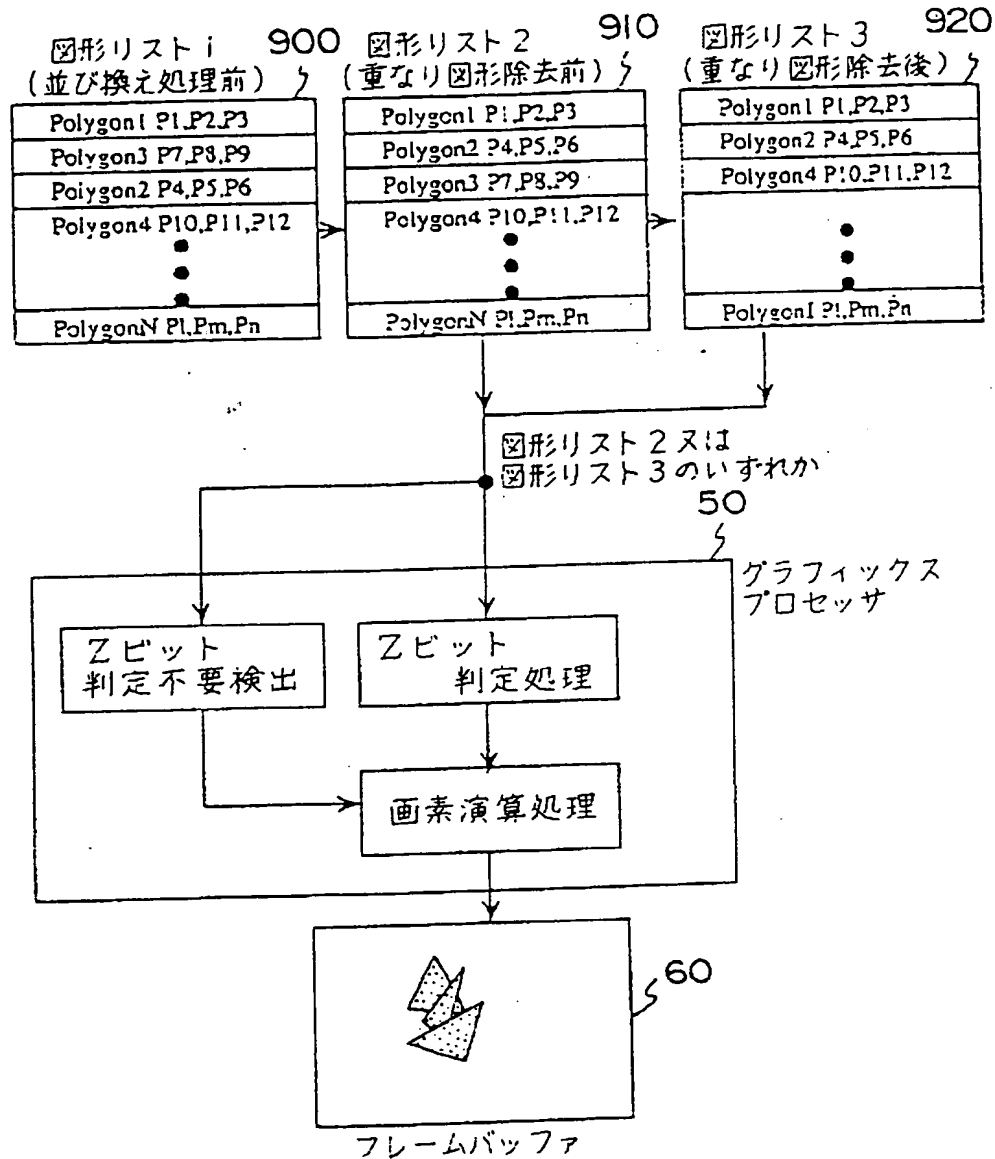 図形リスト1 900
(並び換え処理前)
Polygon1 P1,P2,P3
Polygon3 P7,P8,P9
Polygon2 P4,P5,P6
Polygon4 P10,P11,P12
PolygonN Pl,Pm,Pn
図形リスト2 910
(重なり図形除去前)
Polygon1 P1,P2,P3
Polygon2 P4,P5,P6
Polygon3 P7,P8,P9
Polygon4 P10,P11,P12
PolygonN Pl,Pm,Pn
図形リスト3 920
(重なり図形除去後)
Polygon1 P1,P2,P3
Polygon2 P4,P5,P6
Polygon4 P10,P11,P12
PolygonI Pl,Pm,Pn
図形リスト2又は
図形リスト3のいずれか
50
グラフィックス
プロセッサ
Zビット
判定不要検出
Zビット
判定処理
画素演算処理
60
フレームバッファ